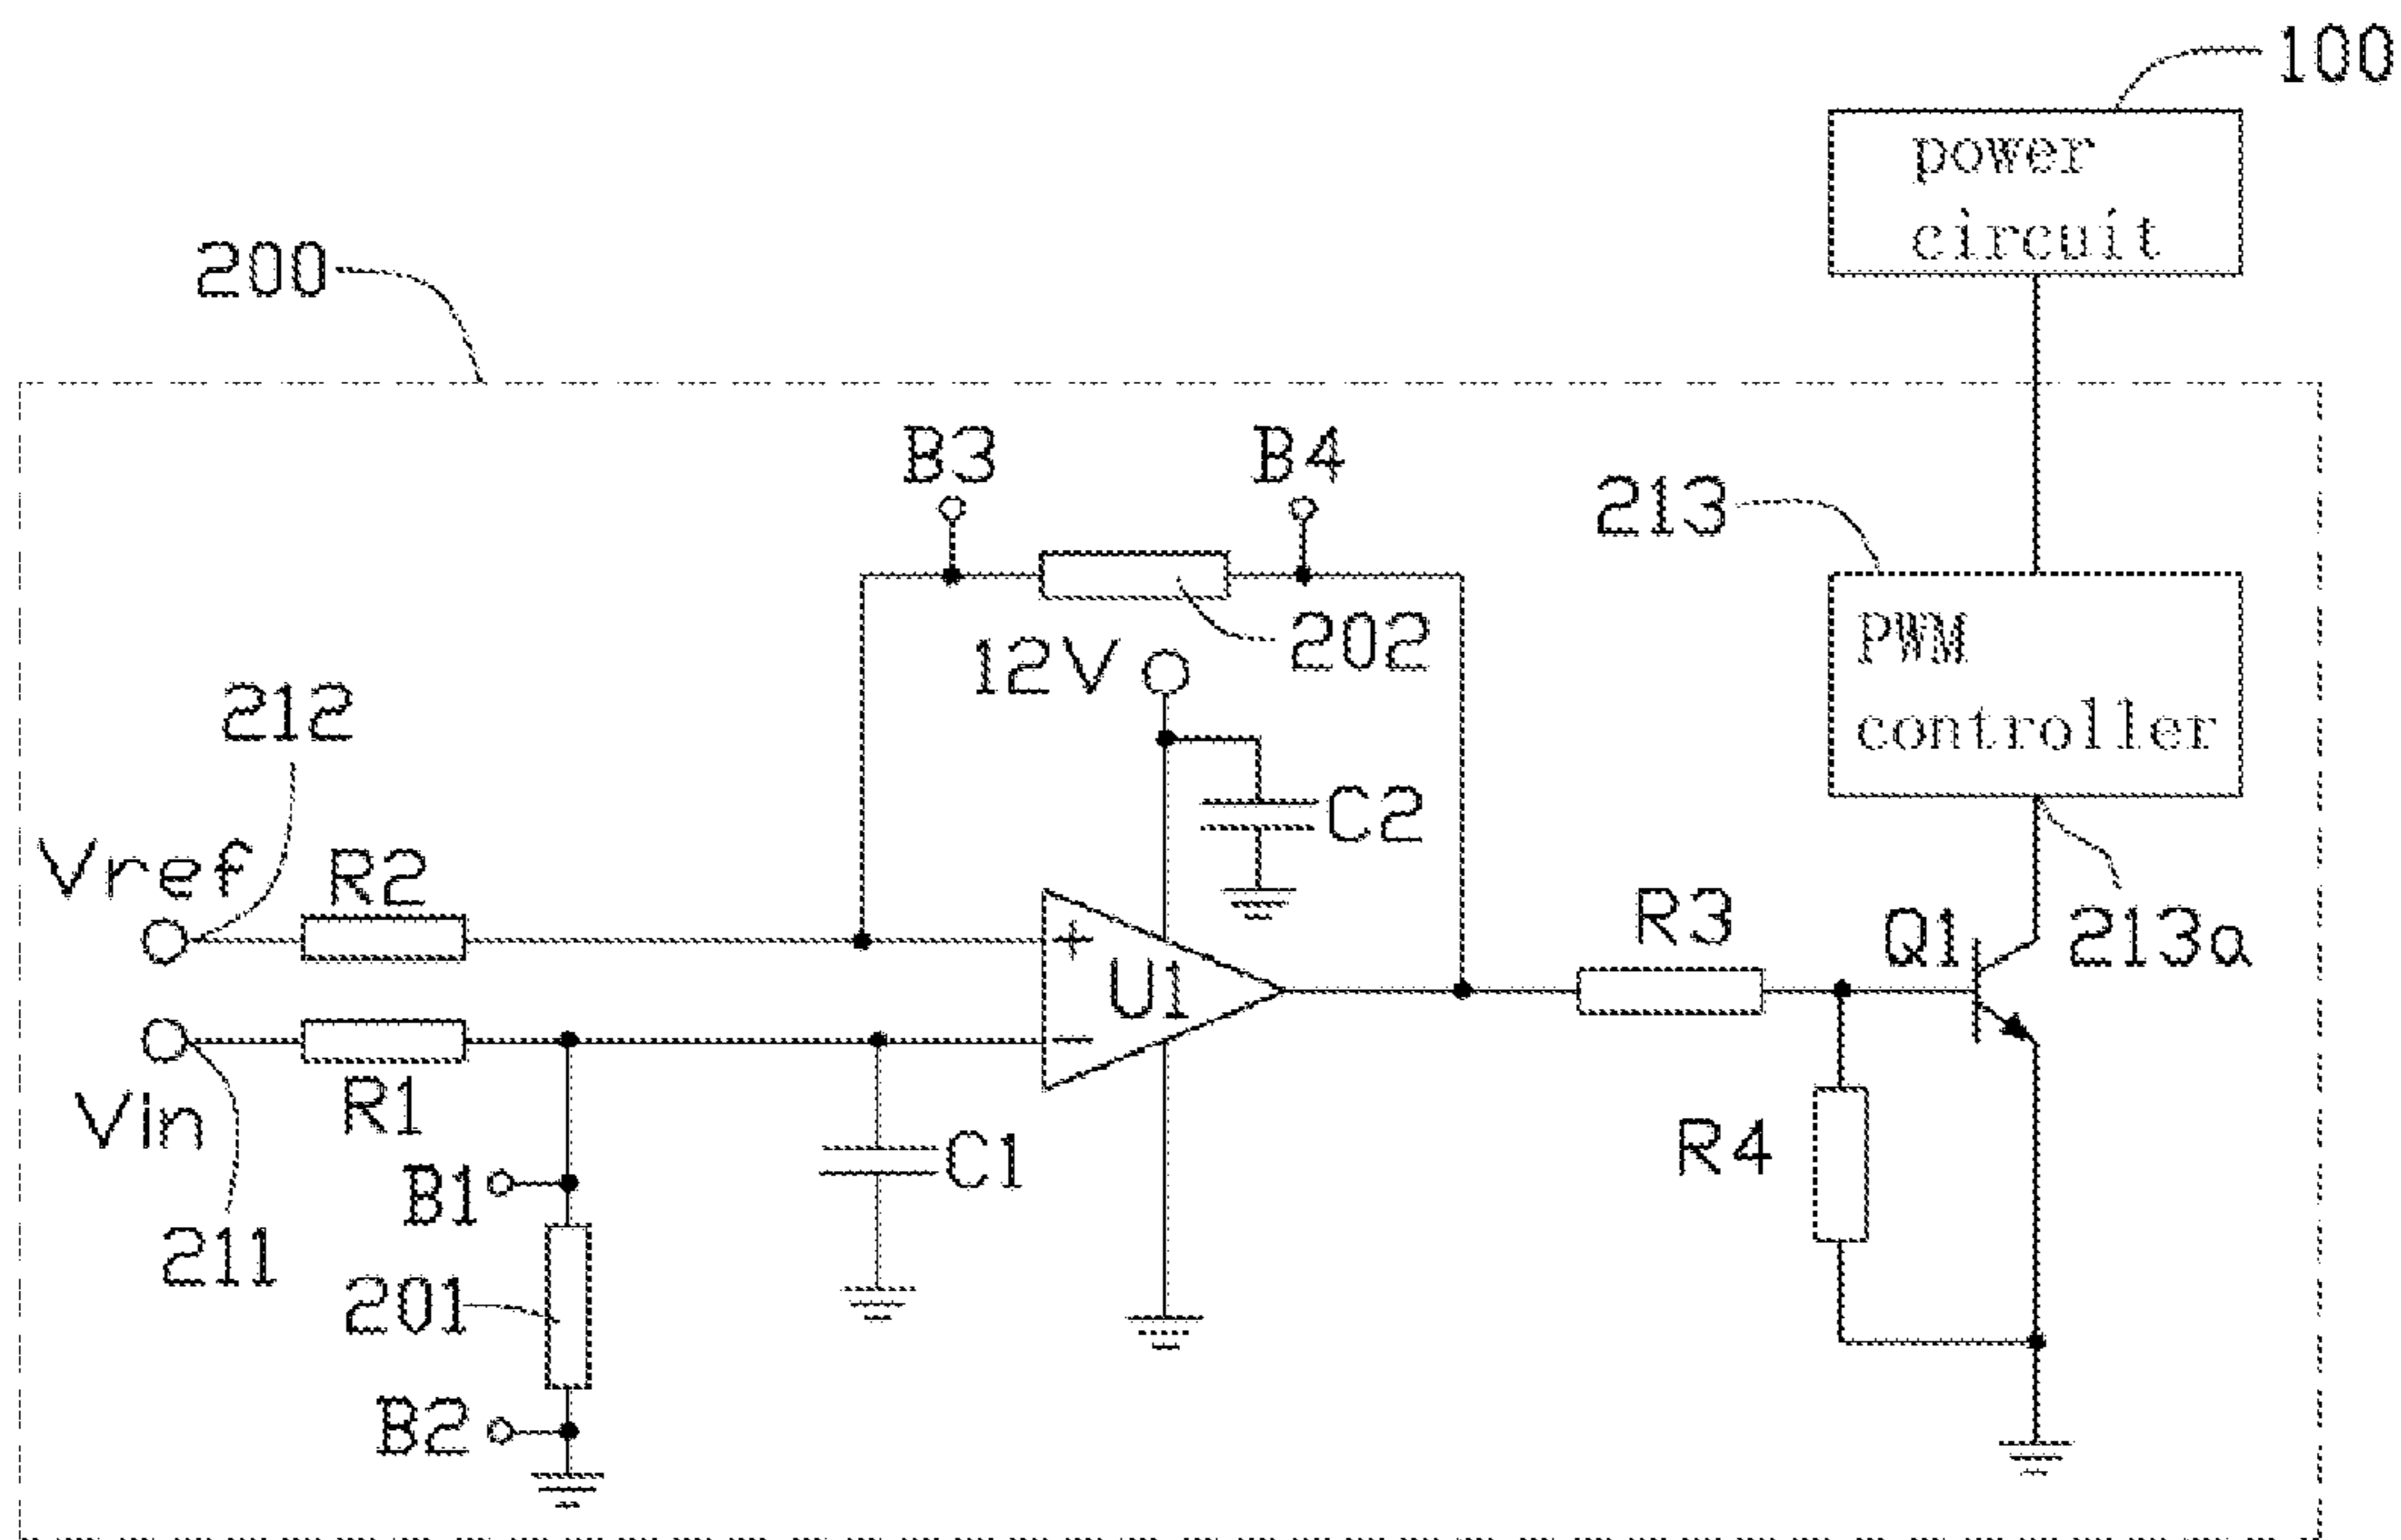 100
power
circuit
200
B3
B4
213
202
12V
PWM
controller
212
C2
Vref
R2
R3
Q1
213a
+
U1
−
Vin
R1
R4
B1
C1
211
201
B2